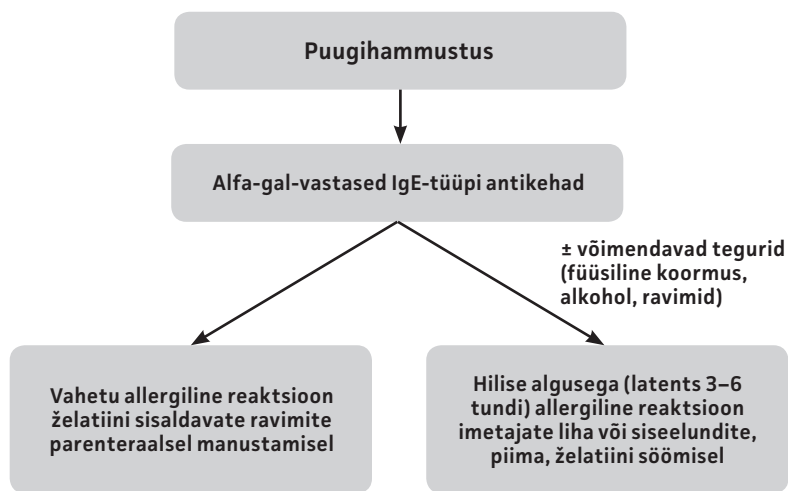 Puugihammustus
Alfa-gal-vastased IgE-tüüpi antikehad
± võimendavad tegurid
(füüsiline koormus,
alkohol, ravimid)
Vahetu allergiline reaktsioon
želatiini sisaldavate ravimite
parenteraalsel manustamisel
Hilise algusega (latents 3–6
tundi) allergiline reaktsioon
imetajate liha või siseelundite,
piima, želatiini söömisel